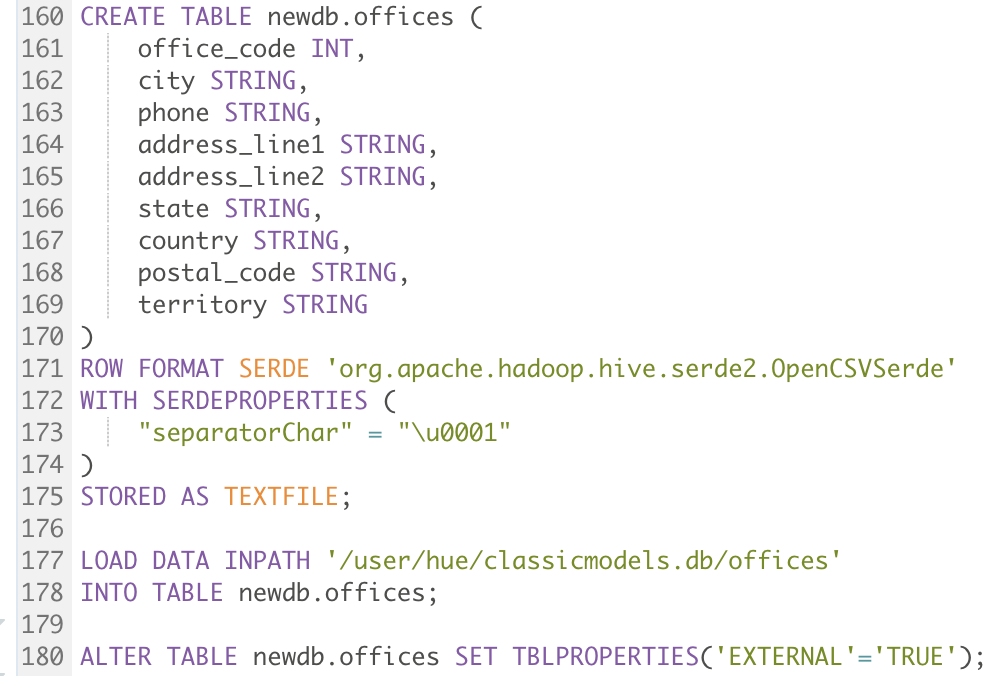 160 CREATE TABLE newdb.offices (
161     office_code INT,
162     city STRING,
163     phone STRING,
164     address_line1 STRING,
165     address_line2 STRING,
166     state STRING,
167     country STRING,
168     postal_code STRING,
169     territory STRING
170 )
171 ROW FORMAT SERDE 'org.apache.hadoop.hive.serde2.OpenCSVSerde'
172 WITH SERDEPROPERTIES (
173     "separatorChar" = "\u0001"
174 )
175 STORED AS TEXTFILE;
176
177 LOAD DATA INPATH '/user/hue/classicmodels.db/offices'
178 INTO TABLE newdb.offices;
179
180 ALTER TABLE newdb.offices SET TBLPROPERTIES('EXTERNAL'='TRUE');